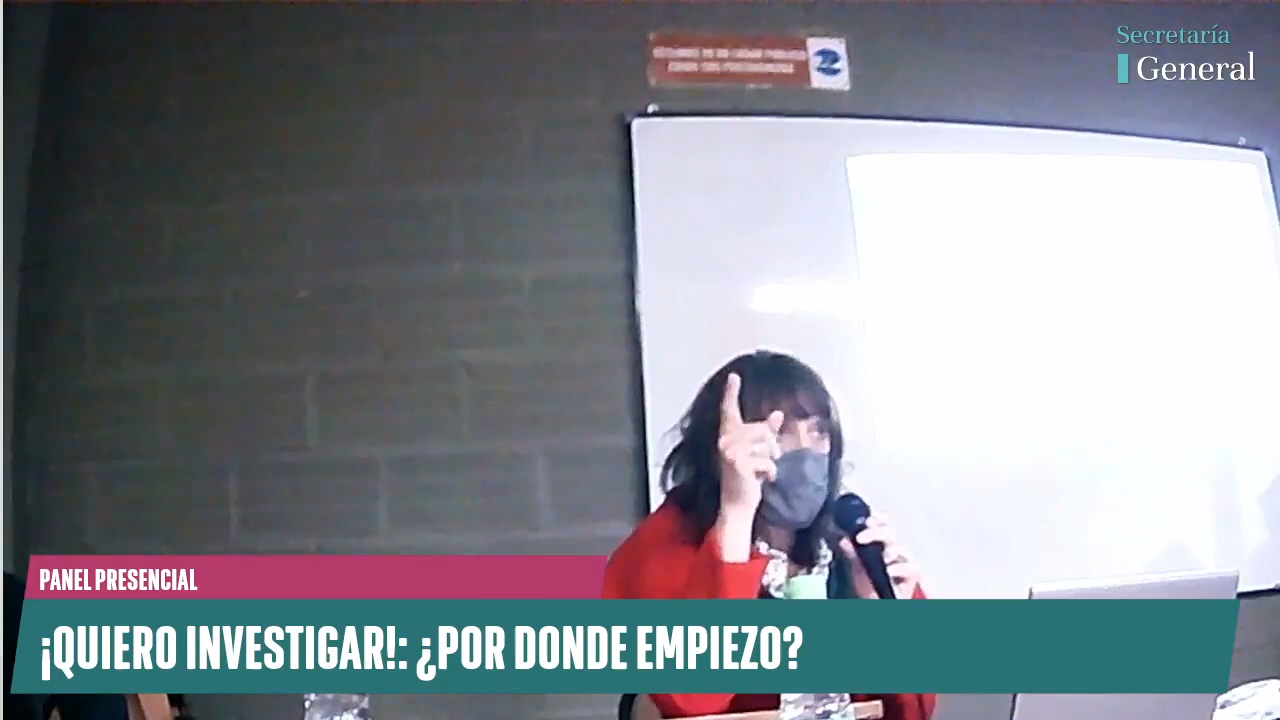 Secretaría
General
PANEL PRESENCIAL
¡QUIERO INVESTIGAR!: ¿POR DONDE EMPIEZO?